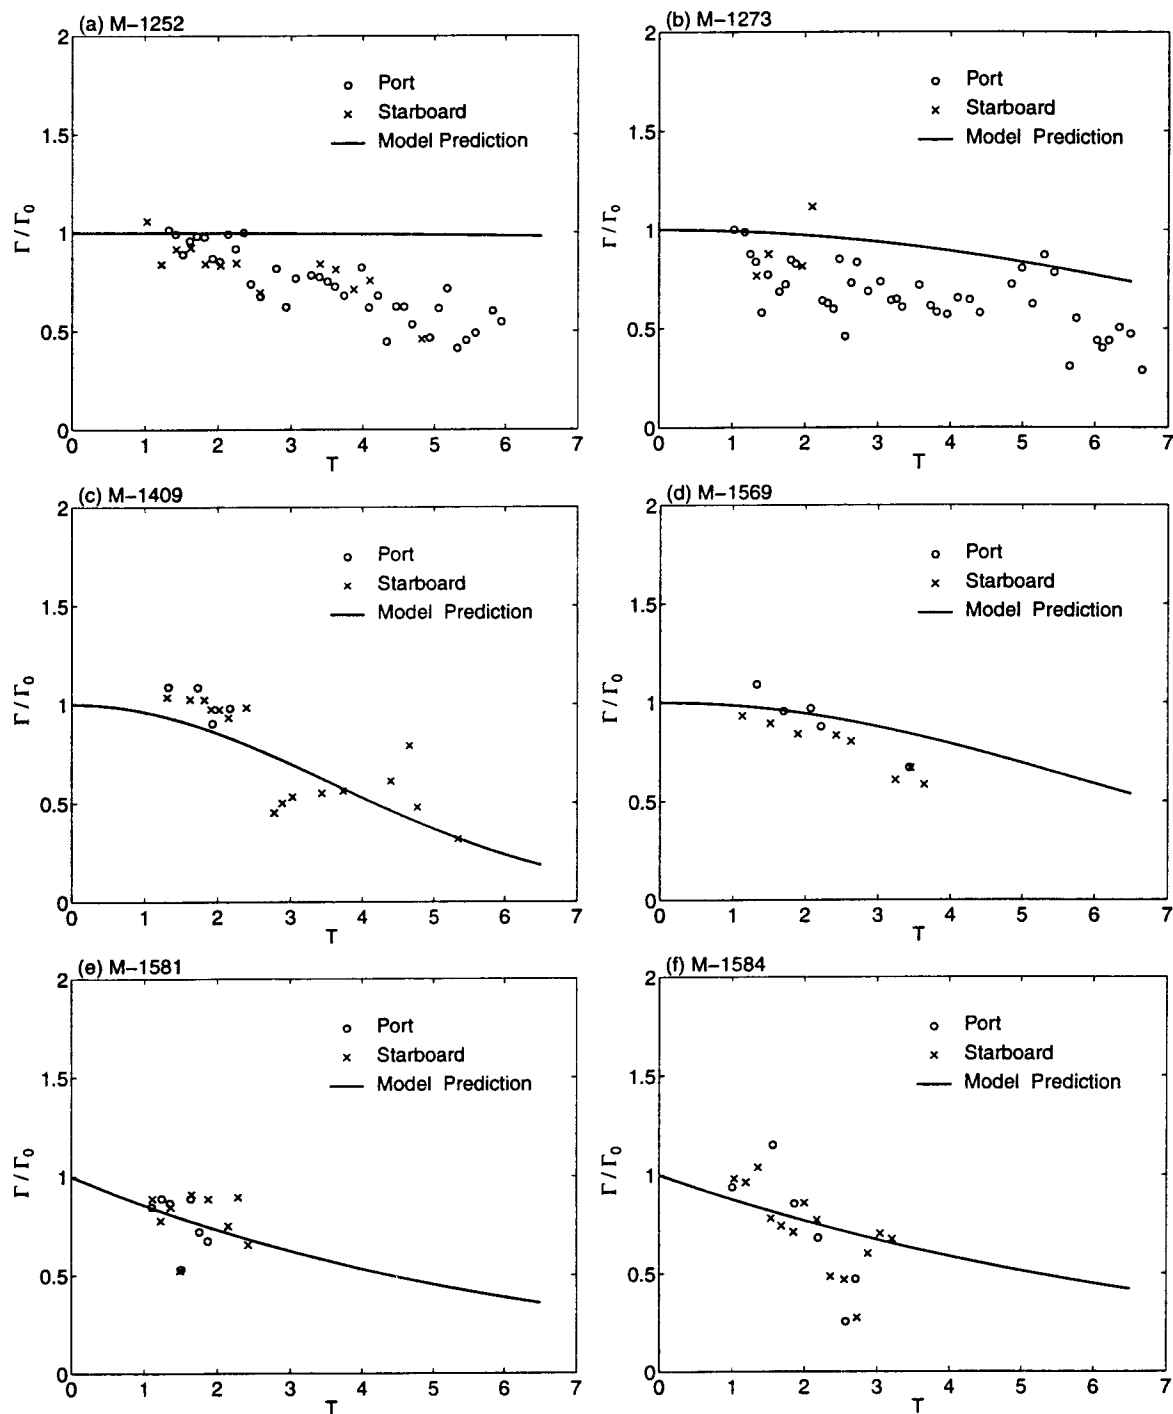 (a) M−1252
2
1.5
1
0.5
0
Γ/Γ0
Port
Starboard
Model Prediction
0 1 2 3 4 5 6 7
T
(b) M−1273
2
1.5
1
0.5
0
Γ/Γ0
Port
Starboard
Model Prediction
0 1 2 3 4 5 6 7
T
(c) M−1409
2
1.5
1
0.5
0
Γ/Γ0
Port
Starboard
Model Prediction
0 1 2 3 4 5 6 7
T
(d) M−1569
2
1.5
1
0.5
0
Γ/Γ0
Port
Starboard
Model Prediction
0 1 2 3 4 5 6 7
T
(e) M−1581
2
1.5
1
0.5
0
Γ/Γ0
Port
Starboard
Model Prediction
0 1 2 3 4 5 6 7
T
(f) M−1584
2
1.5
1
0.5
0
Γ/Γ0
Port
Starboard
Model Prediction
0 1 2 3 4 5 6 7
T